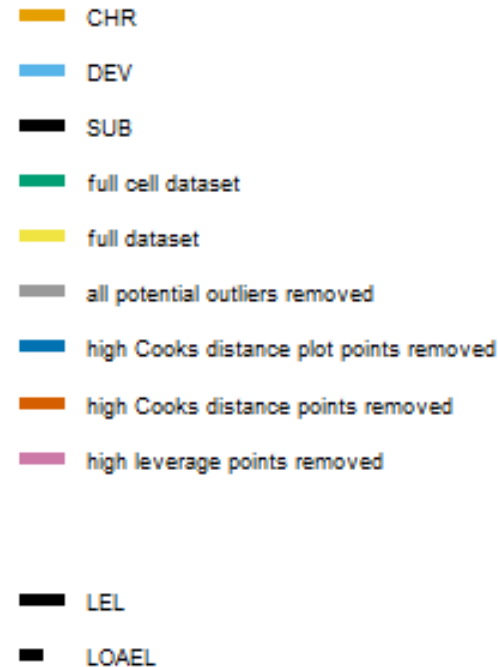 CHR
DEV
SUB
full cell dataset
full dataset
all potential outliers removed
high Cooks distance plot points removed
high Cooks distance points removed
high leverage points removed
LEL
LOAEL